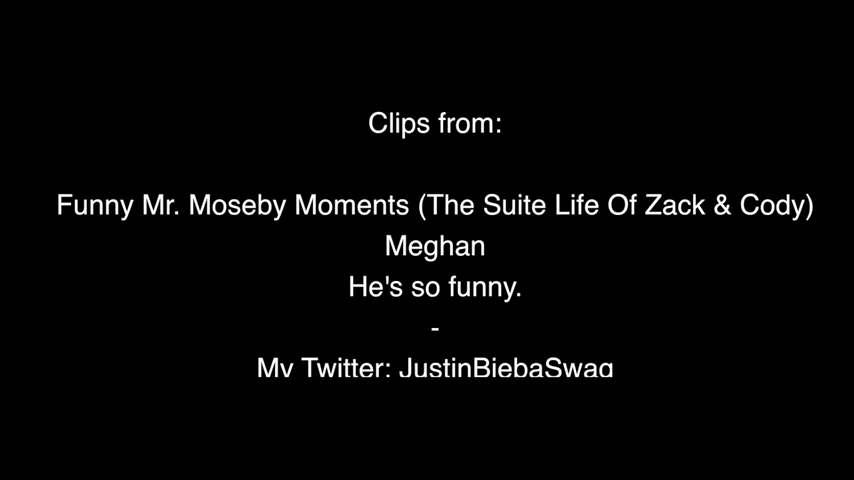 Clips from:
Funny Mr. Moseby Moments (The Suite Life Of Zack & Cody)
Meghan
He's so funny.
-
My Twitter: JustinBiebaSwag